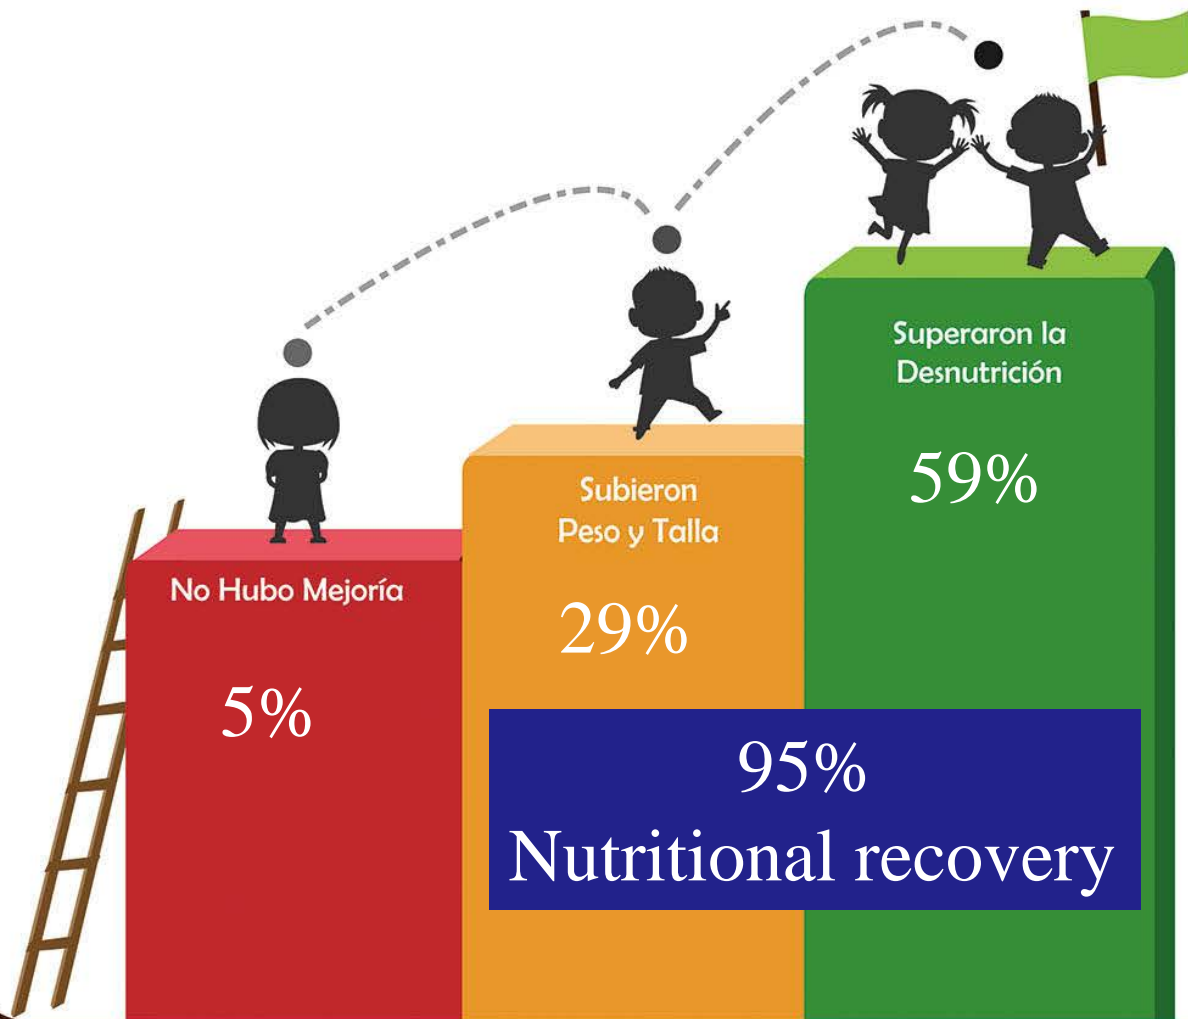 No Hubo Mejoría
5%
Subieron
Peso y Talla
29%
Superaron la
Desnutrición
59%
95%
Nutritional recovery